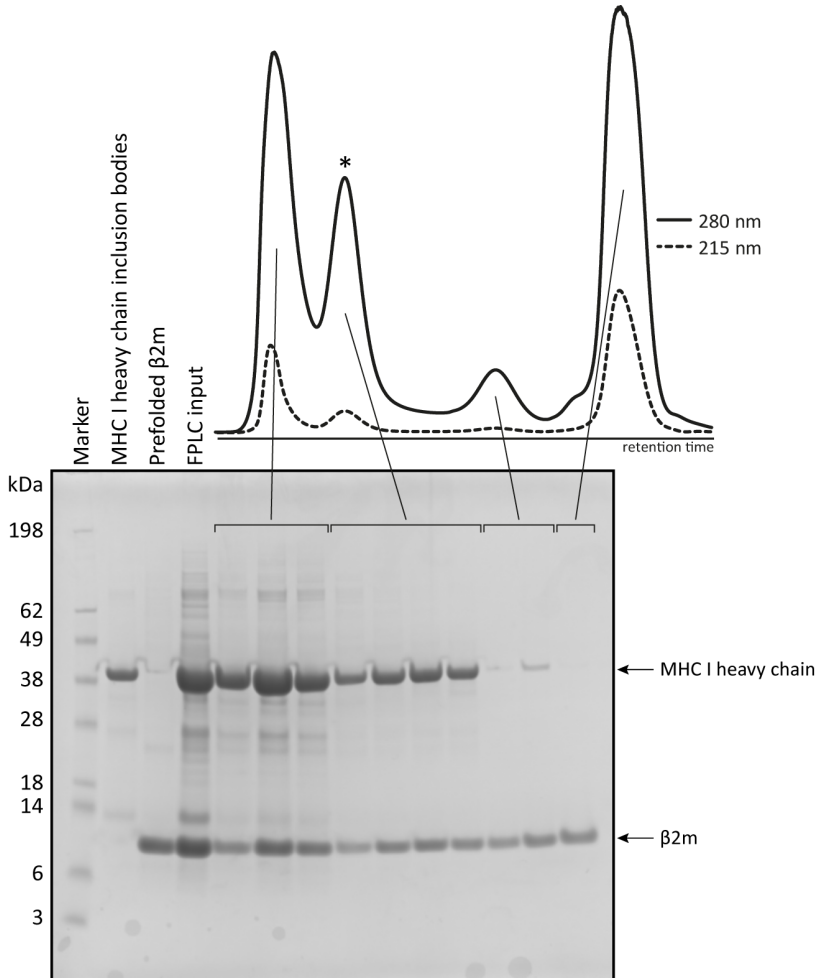 *
280 nm
215 nm
retention time
Marker
MHC I heavy chain inclusion bodies
Prefolded β2m
FPLC input
kDa
198
62
49
38
28
18
14
6
3
MHC I heavy chain
β2m